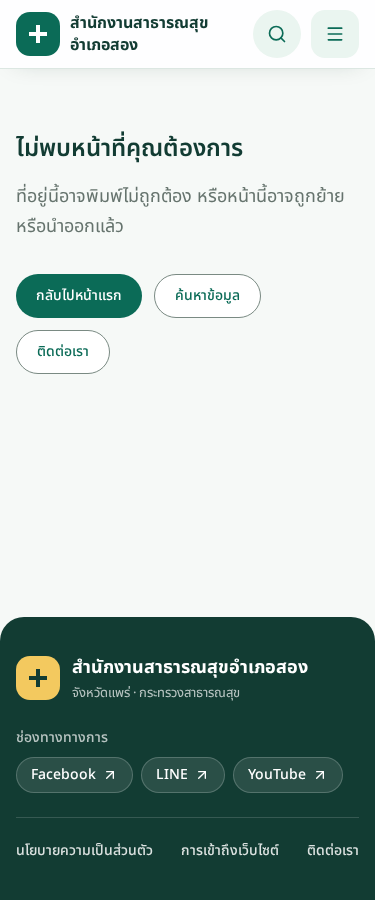 สำนักงานสาธารณสุข
อำเภอสอง
ไม่พบหน้าที่คุณต้องการ
ที่อยู่นี้อาจพิมพ์ไม่ถูกต้อง หรือหน้านี้อาจถูกย้าย
หรือนำออกแล้ว
กลับไปหน้าแรก
ค้นหาข้อมูล
ติดต่อเรา
สำนักงานสาธารณสุขอำเภอสอง
จังหวัดแพร่ · กระทรวงสาธารณสุข
ช่องทางทางการ
Facebook
LINE
YouTube
นโยบายความเป็นส่วนตัว
การเข้าถึงเว็บไซต์
ติดต่อเรา